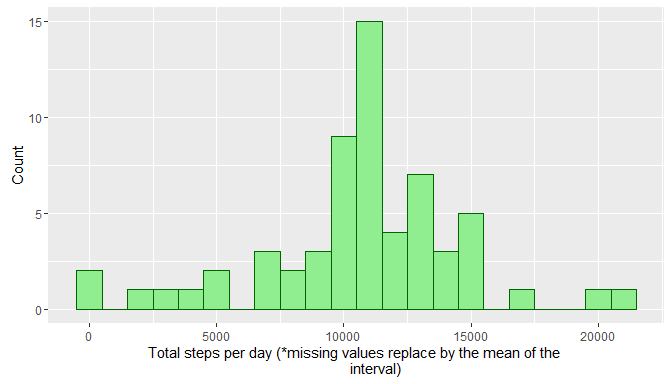 15
10
5
0
Count
0 5000 10000 15000 20000
Total steps per day (*missing values replace by the mean of the
interval)